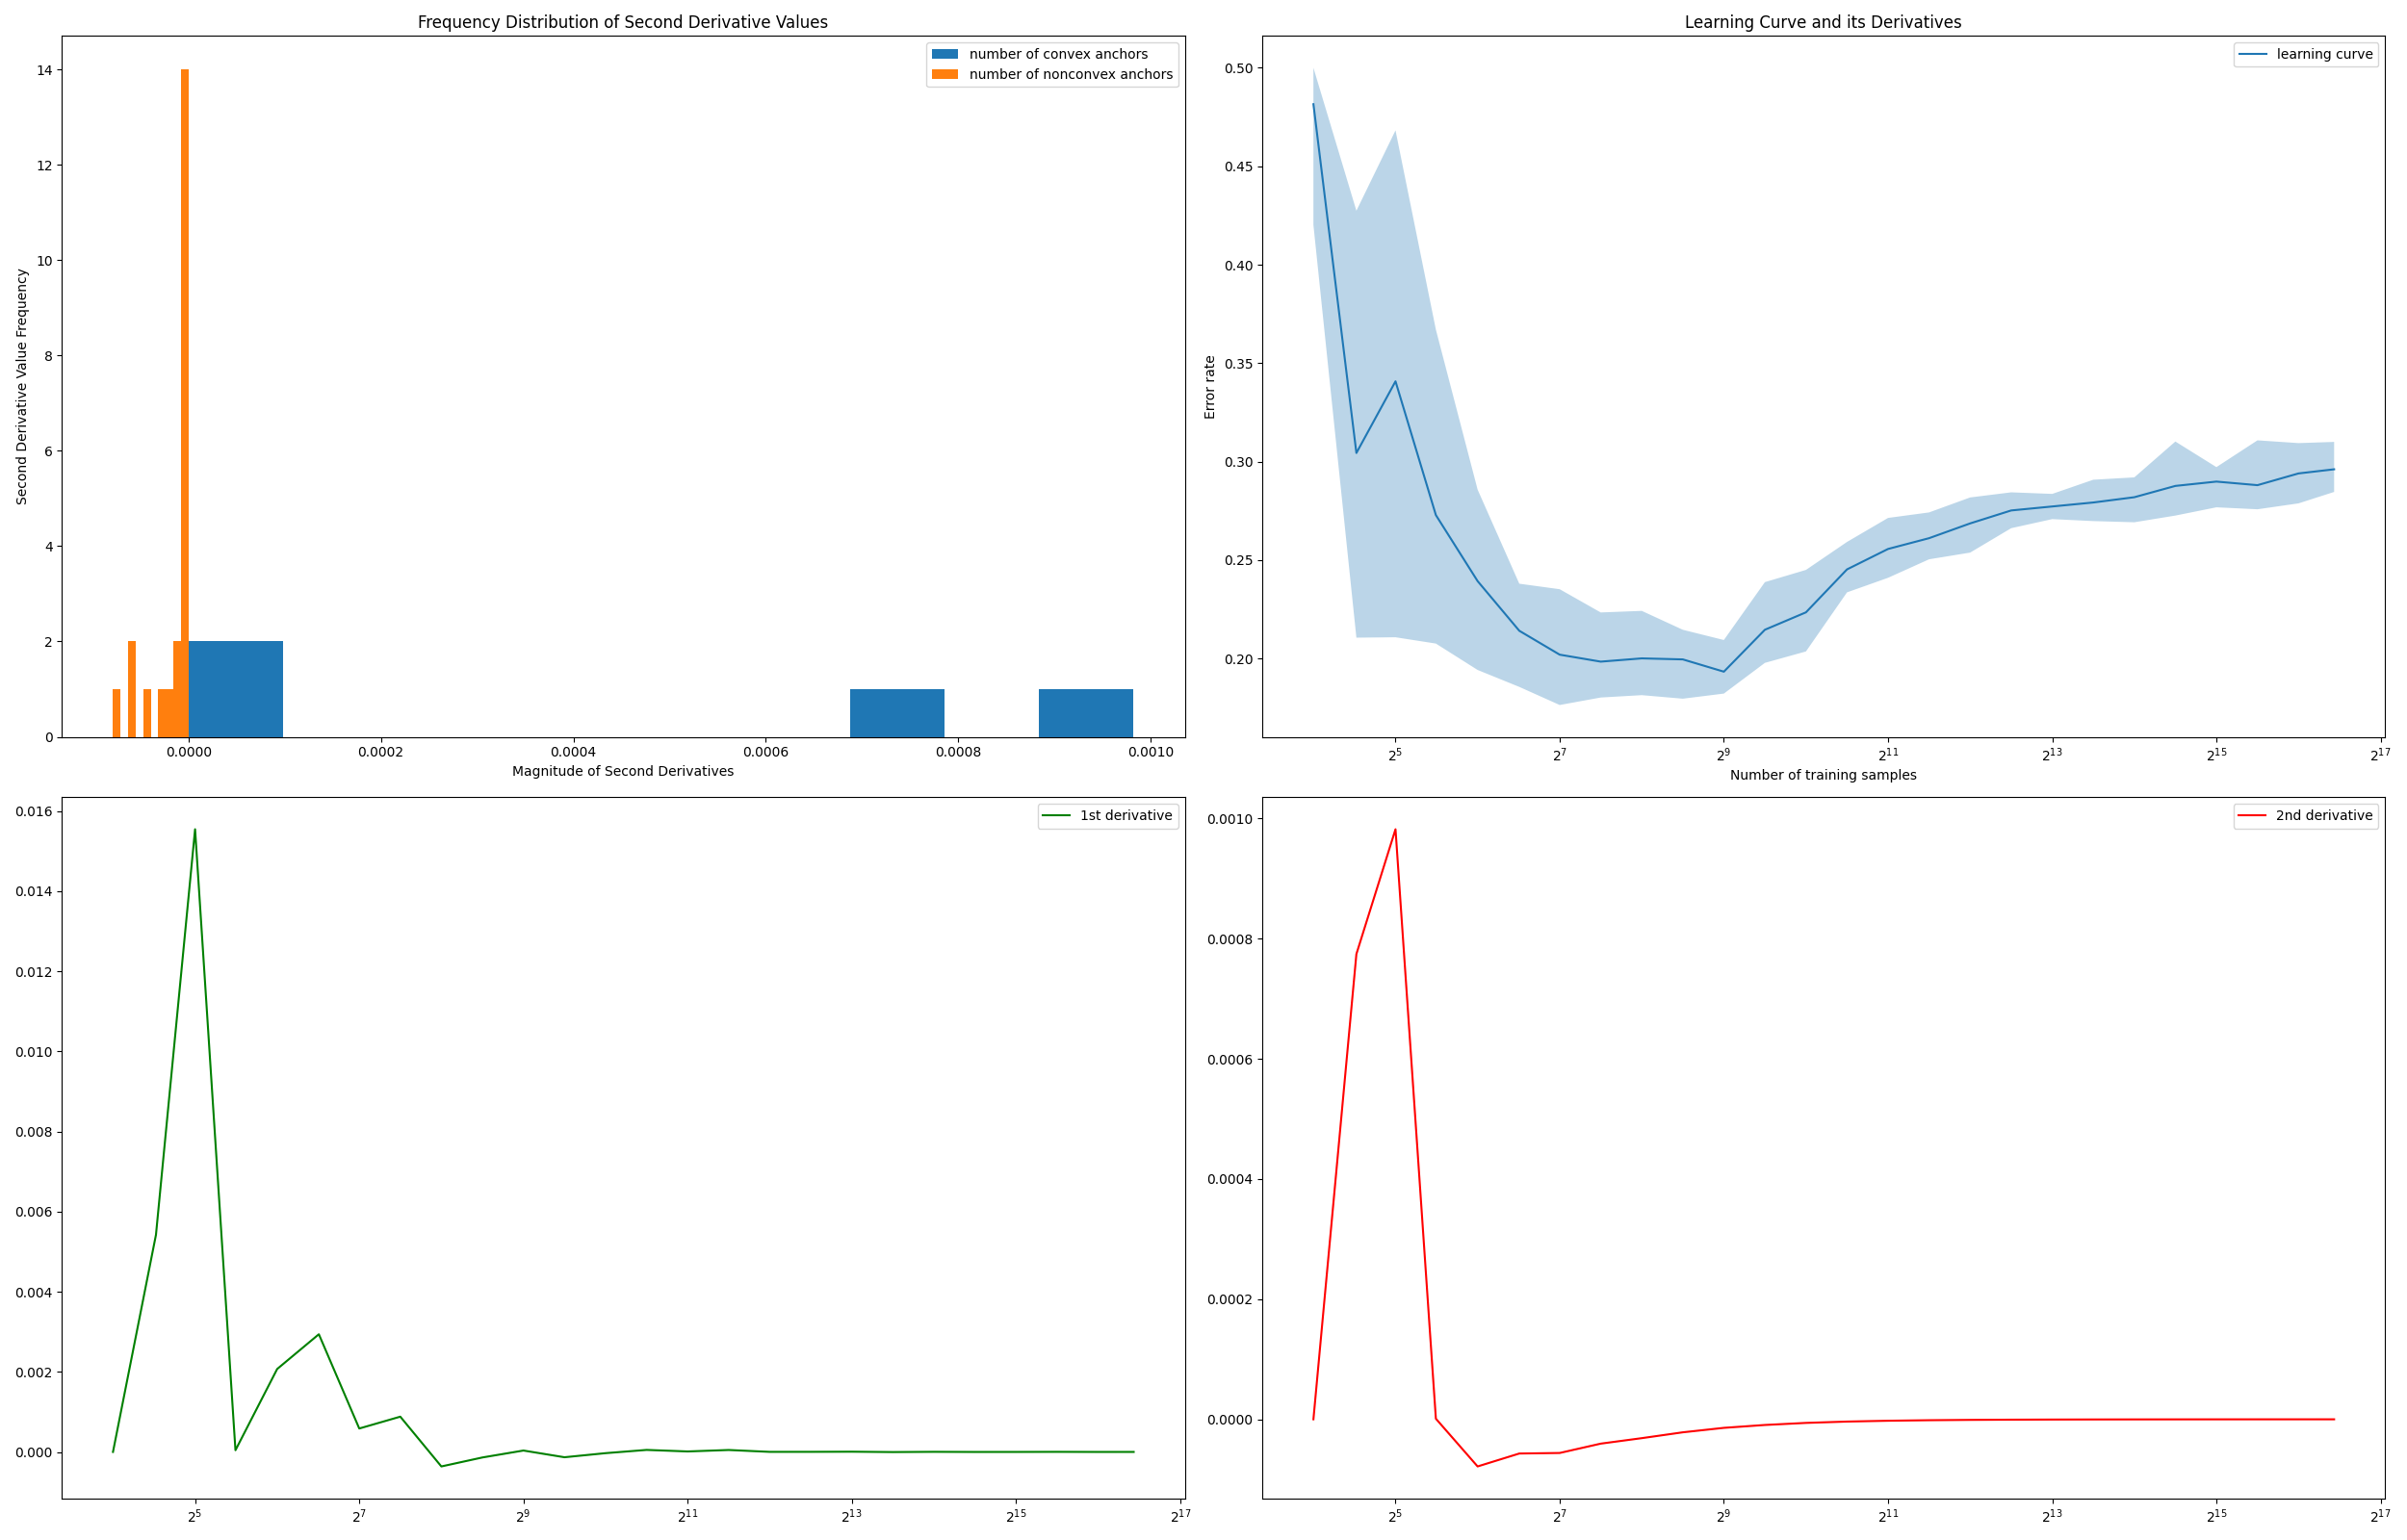 Frequency Distribution of Second Derivative Values
number of convex anchors
number of nonconvex anchors
14
12
10
8
6
4
2
0
Second Derivative Value Frequency
0.0000 0.0002 0.0004 0.0006 0.0008 0.0010
Magnitude of Second Derivatives
Learning Curve and its Derivatives
learning curve
0.50
0.45
0.40
0.35
0.30
0.25
0.20
Error rate
2^5 2^7 2^9 2^11 2^13 2^15 2^17
Number of training samples
1st derivative
0.016
0.014
0.012
0.010
0.008
0.006
0.004
0.002
0.000
2^5 2^7 2^9 2^11 2^13 2^15 2^17
2nd derivative
0.0010
0.0008
0.0006
0.0004
0.0002
0.0000
2^5 2^7 2^9 2^11 2^13 2^15 2^17